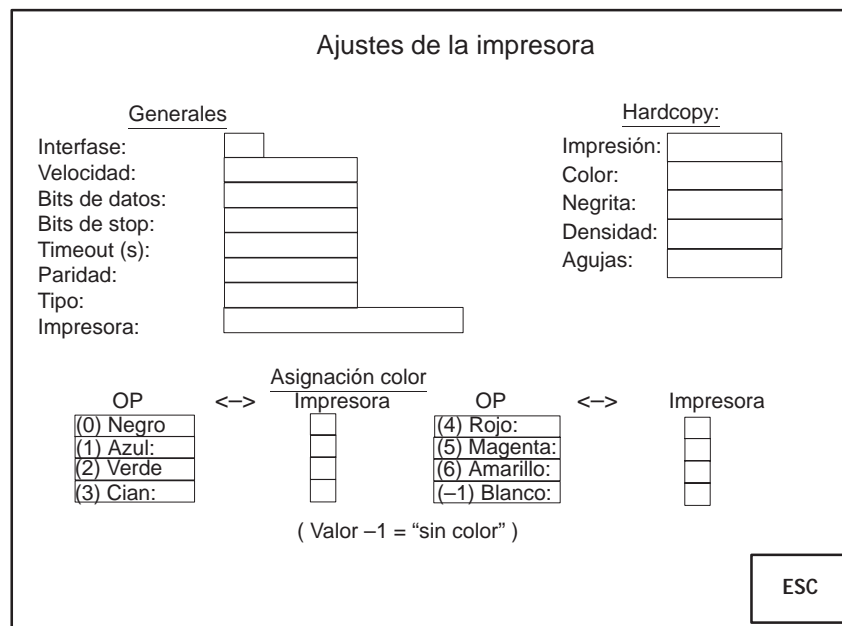 Ajustes de la impresora
Generales
Interfase:
Velocidad:
Bits de datos:
Bits de stop:
Timeout (s):
Paridad:
Tipo:
Impresora:
Hardcopy:
Impresión:
Color:
Negrita:
Densidad:
Agujas:
Asignación color
OP <–> Impresora OP <–> Impresora
(0) Negro (4) Rojo:
(1) Azul: (5) Magenta:
(2) Verde (6) Amarillo:
(3) Cian: (–1) Blanco:
( Valor –1 = “sin color” )
ESC